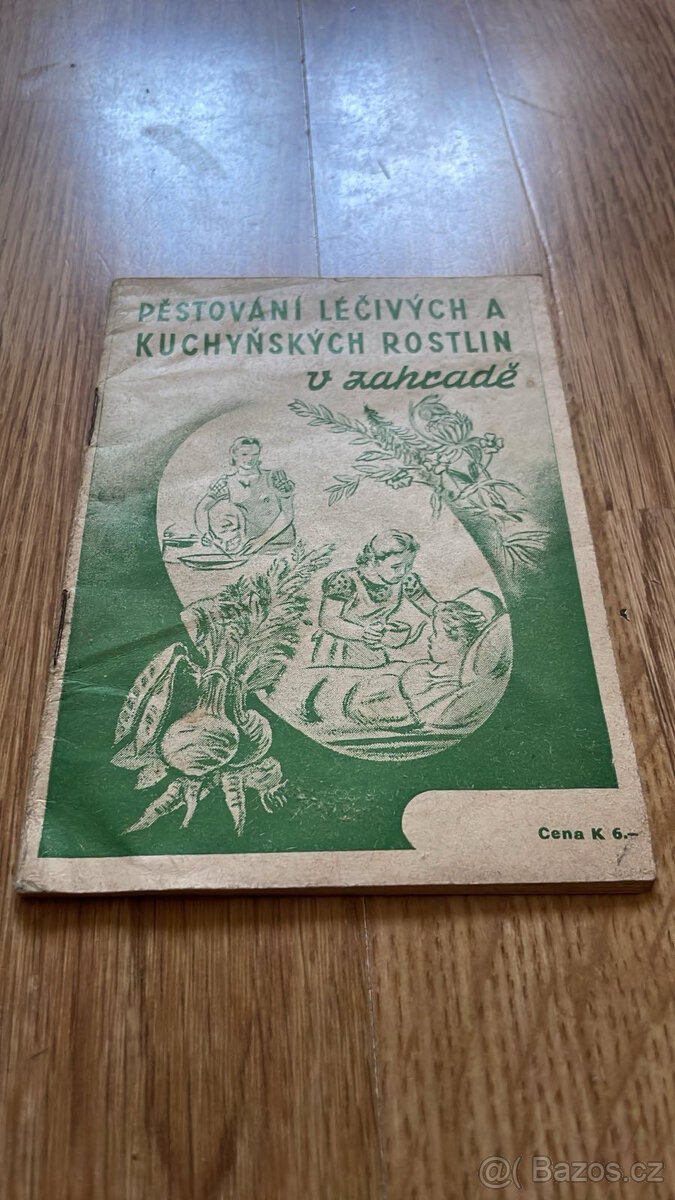 PĚSTOVÁNÍ LÉČIVÝCH A
KUCHYŇSKÝCH ROSTLIN
v zahradě
Cena K 6.–
@( Bazos.cz